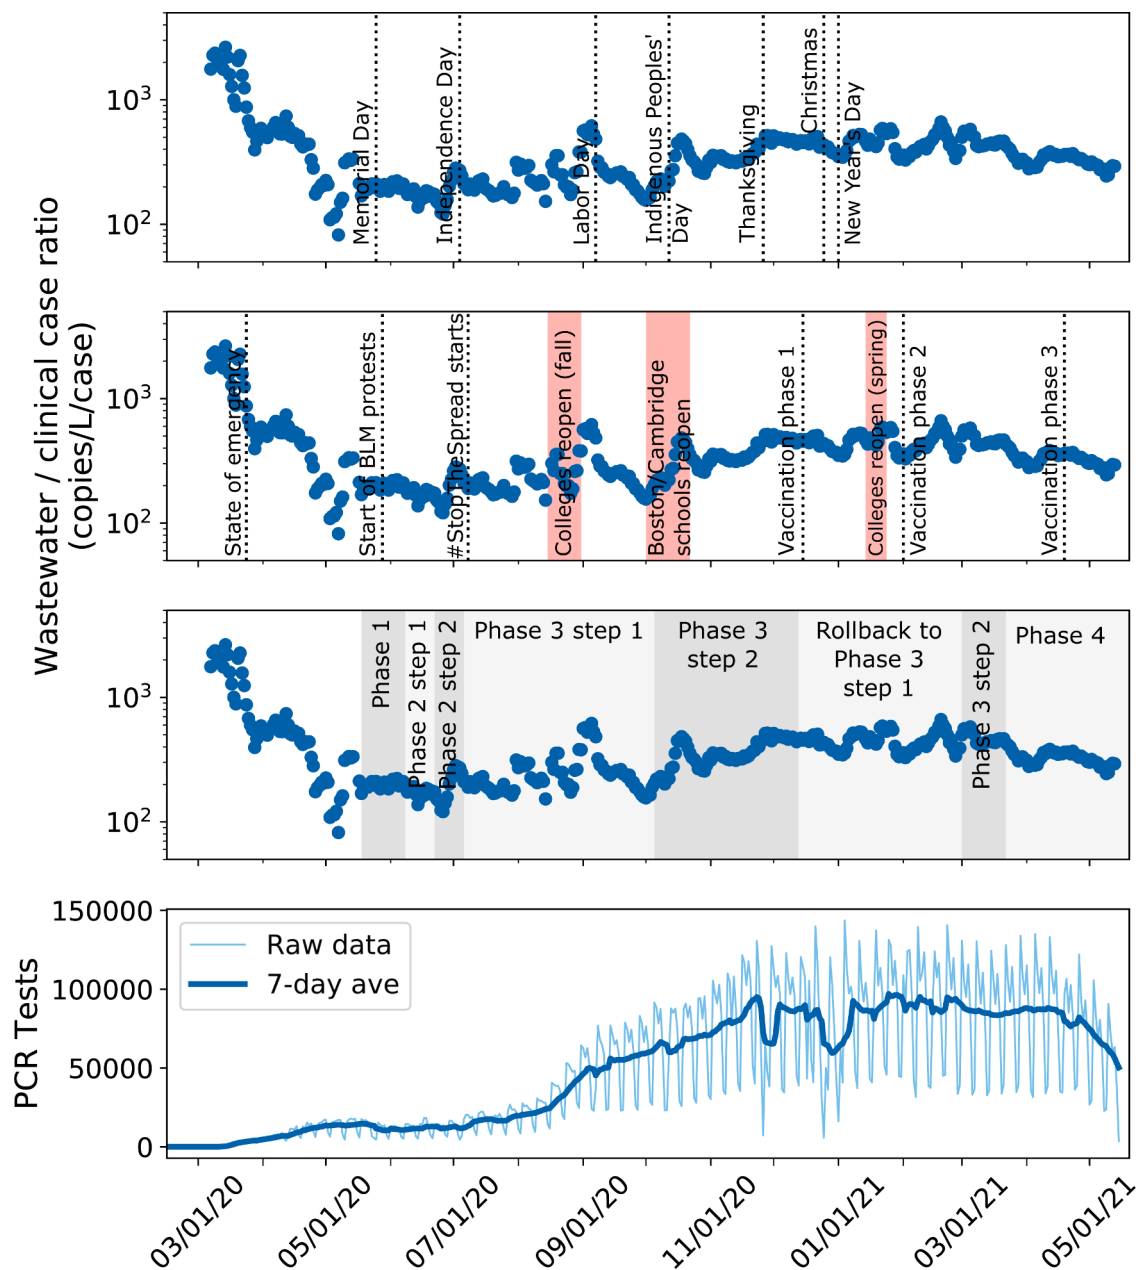 Wastewater / clinical case ratio
(copies/L/case)
10³
10²
Memorial Day
Independence Day
Labor Day
Indigenous Peoples'
Day
Thanksgiving
Christmas
New Year's Day
10³
10²
State of emergency
Start of BLM protests
#StopTheSpread starts
Colleges reopen (fall)
Boston/Cambridge
schools reopen
Vaccination phase 1
Colleges reopen (spring)
Vaccination phase 2
Vaccination phase 3
10³
10²
Phase 1
Phase 2 step 1
Phase 2 step 2
Phase 3 step 1
Phase 3
step 2
Rollback to
Phase 3
step 1
Phase 3 step 2
Phase 4
PCR Tests
150000
100000
50000
0
Raw data
7-day ave
03/01/20
05/01/20
07/01/20
09/01/20
11/01/20
01/01/21
03/01/21
05/01/21